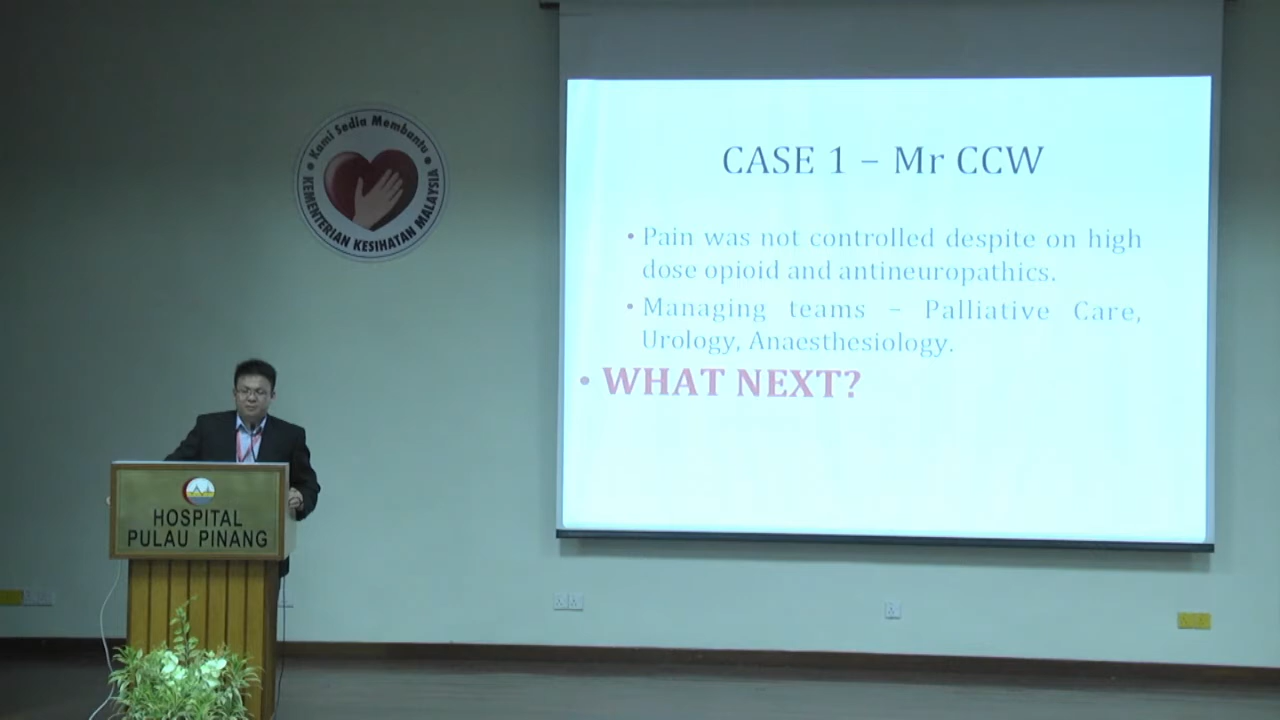 Kami Sedia Membantu
KEMENTERIAN KESIHATAN MALAYSIA
CASE 1 – Mr CCW
• Pain was not controlled despite on high
dose opioid and antineuropathics.
• Managing teams – Palliative Care,
Urology, Anaesthesiology.
• WHAT NEXT?
HOSPITAL
PULAU PINANG